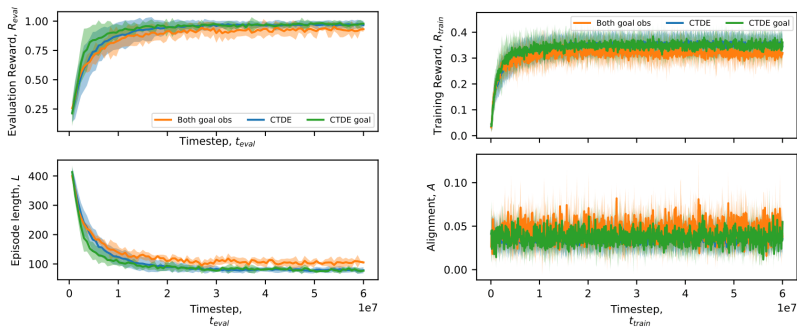 Evaluation Reward, R_eval
1.00
0.75
0.50
0.25
Both goal obs
CTDE
CTDE goal
Timestep, t_eval
Training Reward, R_train
0.4
0.3
0.2
0.1
0.0
Both goal obs
CTDE
CTDE goal
Episode length, L
400
300
200
100
0
1
2
3
4
5
6
1e7
Timestep,
t_eval
Alignment, A
0.10
0.05
0.00
0
1
2
3
4
5
6
1e7
Timestep,
t_train